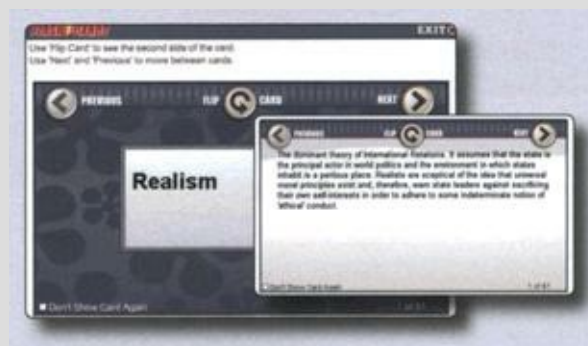 EXIT
Use 'Flip Card' to see the second side of the card.
Use 'Next' and 'Previous' to move between cards.
PREVIOUS FLIP CARD NEXT
Realism
Don't Show Card Again 1 of 61
PREVIOUS FLIP CARD NEXT
The dominant theory of International Relations. It assumes that the state is
the principal actor in world politics and the environment in which states
inhabit is a perilous place. Realists are sceptical of the idea that universal
moral principles exist and, therefore, warn state leaders against sacrificing
their own self-interests in order to adhere to some indeterminate notion of
'ethical' conduct.
Don't Show Card Again 1 of 61